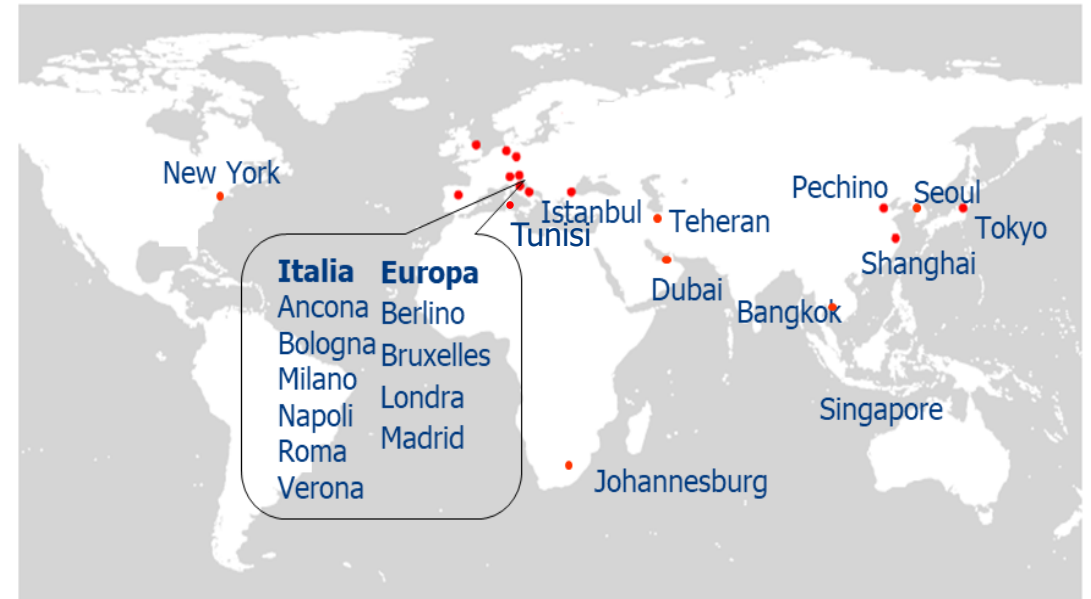 New York
Istanbul
Tunisi
Teheran
Dubai
Pechino
Seoul
Tokyo
Shanghai
Bangkok
Singapore
Johannesburg
Italia
Ancona
Bologna
Milano
Napoli
Roma
Verona
Europa
Berlino
Bruxelles
Londra
Madrid